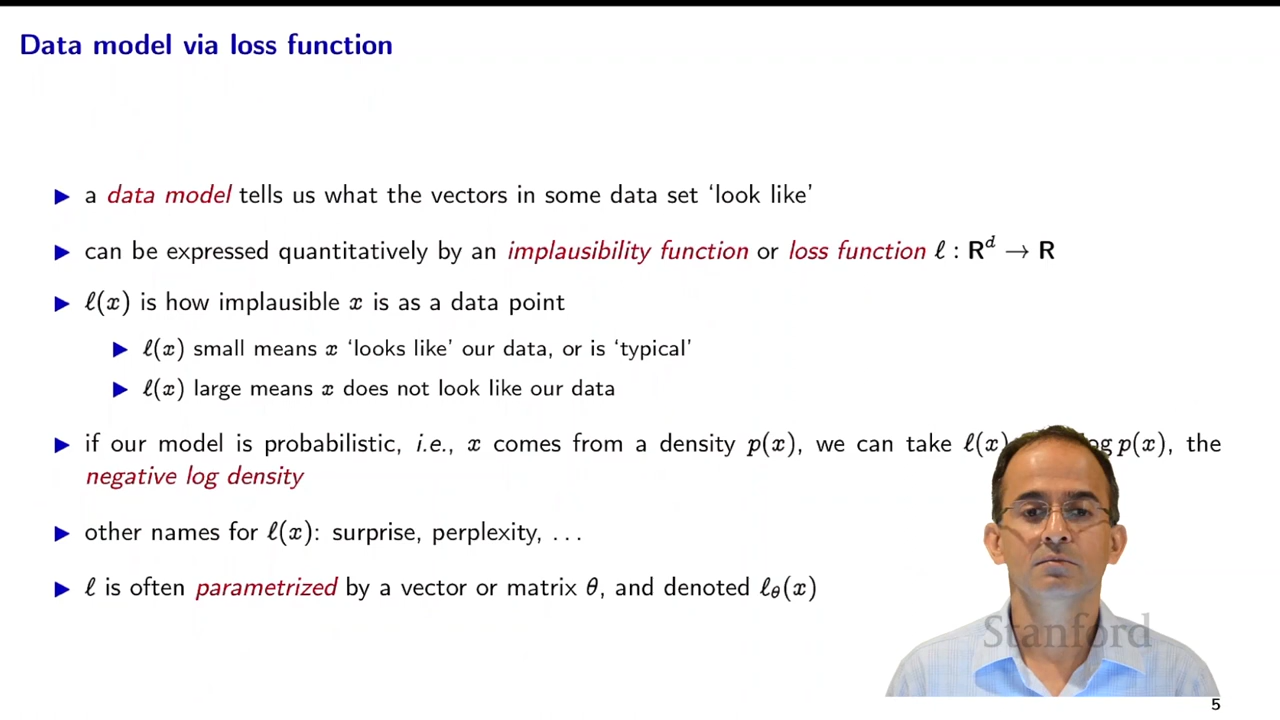 Data model via loss function
▶ a data model tells us what the vectors in some data set ‘look like’
▶ can be expressed quantitatively by an implausibility function or loss function ℓ : R^d → R
▶ ℓ(x) is how implausible x is as a data point
▶ ℓ(x) small means x ‘looks like’ our data, or is ‘typical’
▶ ℓ(x) large means x does not look like our data
▶ if our model is probabilistic, i.e., x comes from a density p(x), we can take ℓ(x) p(x), the
negative log density
▶ other names for ℓ(x): surprise, perplexity, . . .
▶ ℓ is often parametrized by a vector or matrix θ, and denoted ℓ_θ(x)
Stanford
5